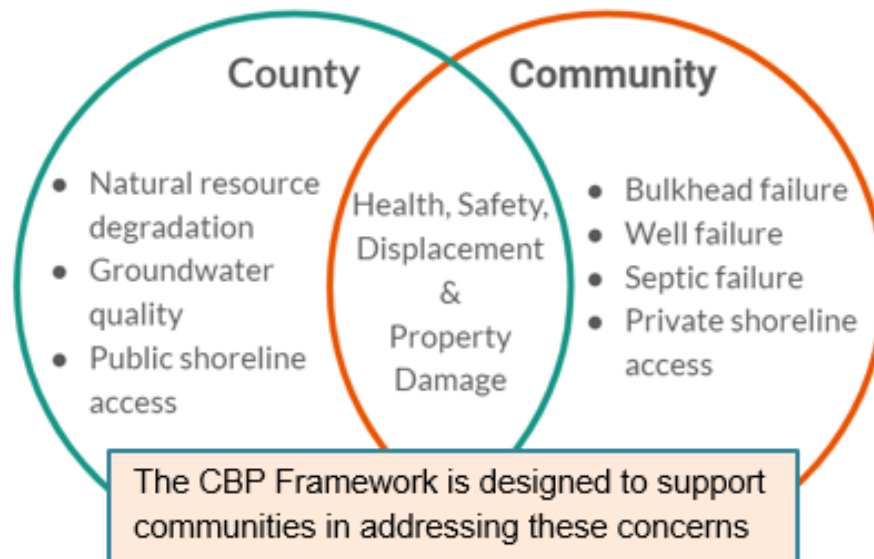 County
● Natural resource
degradation
● Groundwater
quality
● Public shoreline
access
Health, Safety,
Displacement
&
Property
Damage
Community
● Bulkhead failure
● Well failure
● Septic failure
● Private shoreline
access
The CBP Framework is designed to support
communities in addressing these concerns